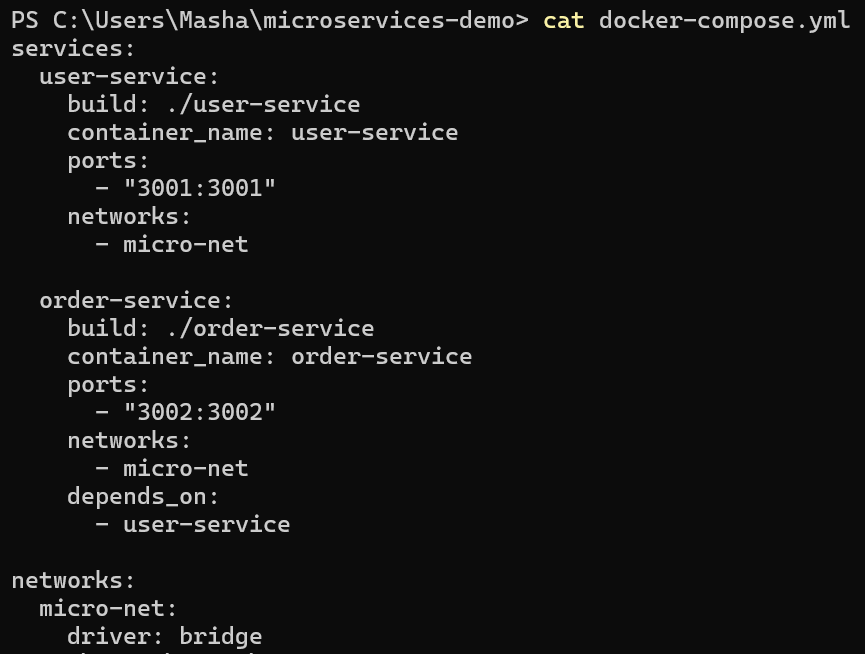 PS C:\Users\Masha\microservices-demo> cat docker-compose.yml
services:
  user-service:
    build: ./user-service
    container_name: user-service
    ports:
      - "3001:3001"
    networks:
      - micro-net

  order-service:
    build: ./order-service
    container_name: order-service
    ports:
      - "3002:3002"
    networks:
      - micro-net
    depends_on:
      - user-service

networks:
  micro-net:
    driver: bridge